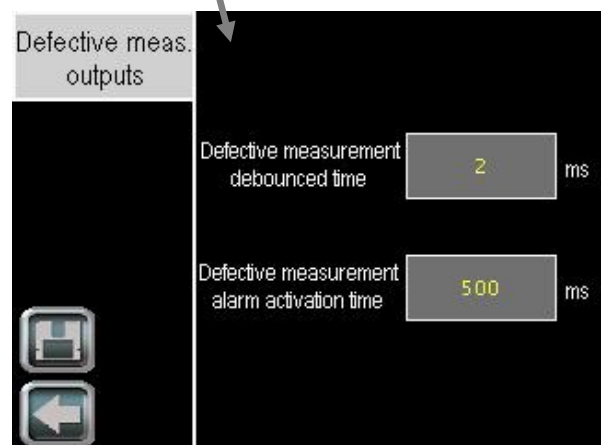 Defective meas.
outputs
Defective measurement
debounced time
2
ms
Defective measurement
alarm activation time
500
ms